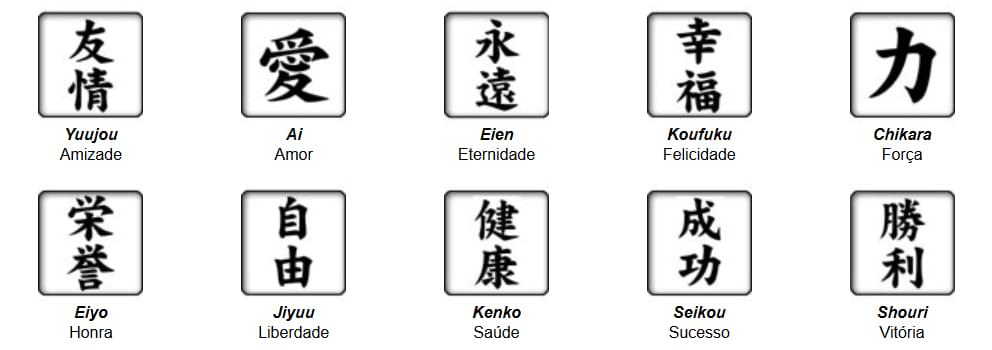 友情
Yuujou
Amizade
愛
Ai
Amor
永遠
Eien
Eternidade
幸福
Koufuku
Felicidade
力
Chikara
Força
栄誉
Eiyo
Honra
自由
Jiyuu
Liberdade
健康
Kenko
Saúde
成功
Seikou
Sucesso
勝利
Shouri
Vitória